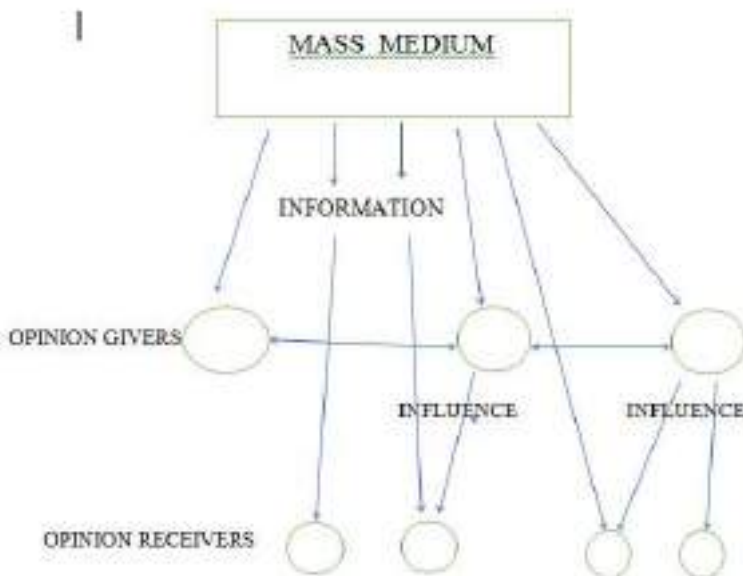 MASS MEDIUM
INFORMATION
OPINION GIVERS
INFLUENCE
INFLUENCE
OPINION RECEIVERS